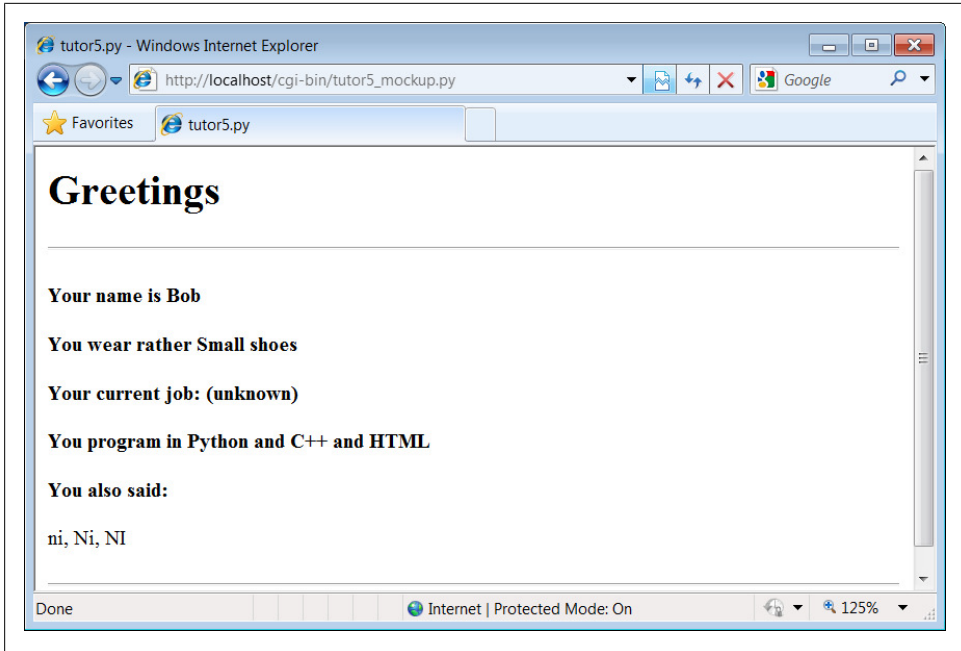 tutor5.py - Windows Internet Explorer
http://localhost/cgi-bin/tutor5_mockup.py
Google
Favorites
tutor5.py
Greetings
Your name is Bob
You wear rather Small shoes
Your current job: (unknown)
You program in Python and C++ and HTML
You also said:
ni, Ni, NI
Done
Internet | Protected Mode: On
125%